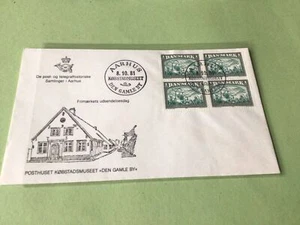 De post- og telegrafhistoriske
Samlinger i Aarhus
AARHUS
8.10.81
KØBSTADMUSEET
DEN GAMLE BY
DANMARK
DANMARK
DANMARK
DANMARK
Frimærkets udsendelsesdag
POSTHUSET KØBSTADSMUSEET »DEN GAMLE BY«